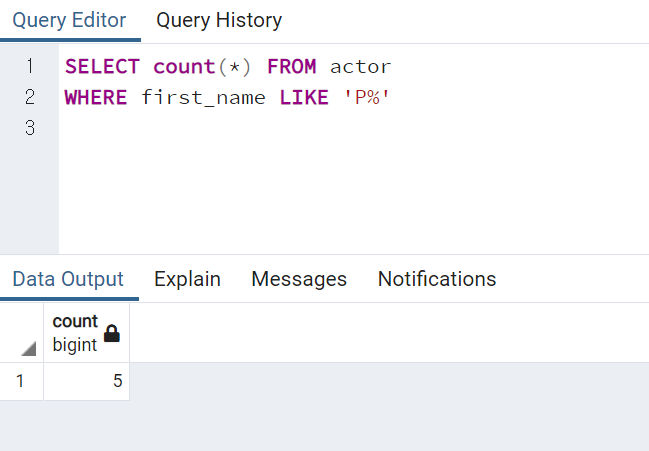 Query Editor Query History
1 SELECT count(*) FROM actor
2 WHERE first_name LIKE 'P%'
3
Data Output Explain Messages Notifications
count
bigint
1 5